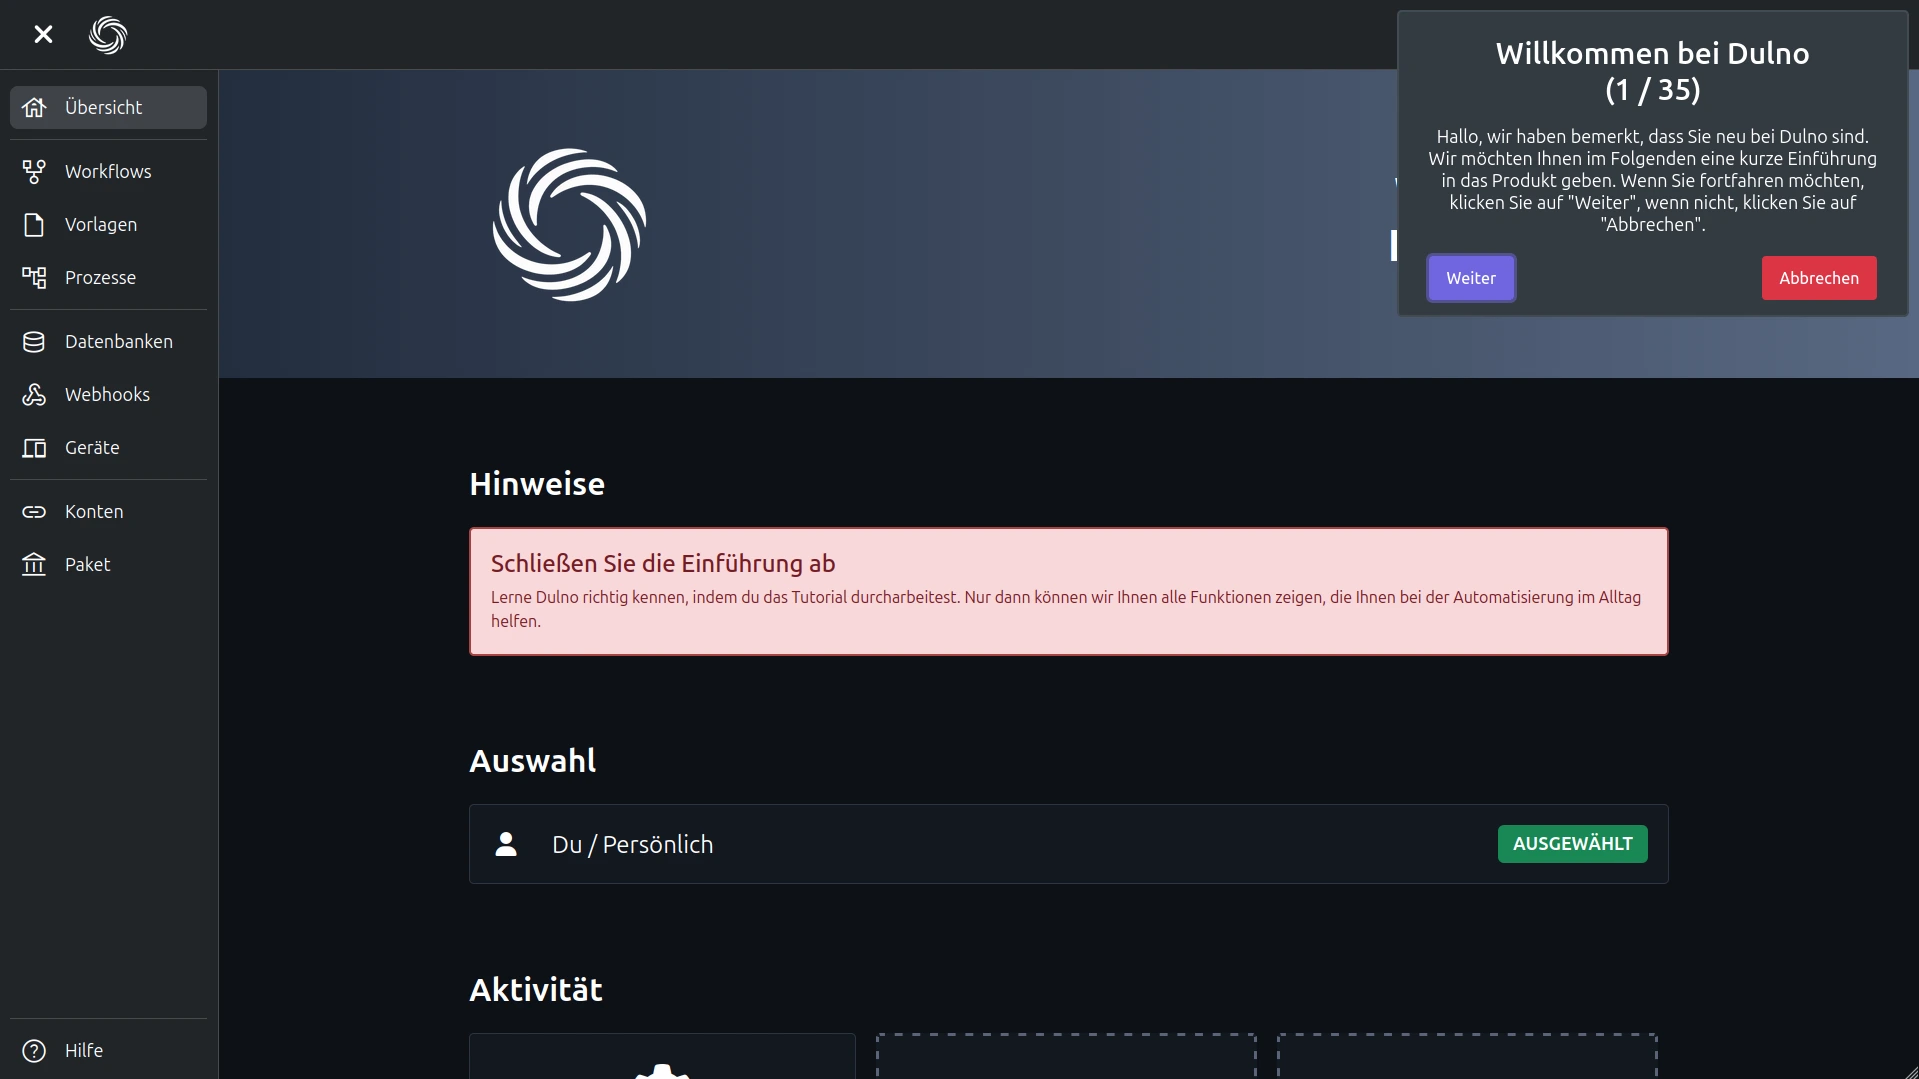 Übersicht
Workflows
Vorlagen
Prozesse
Datenbanken
Webhooks
Geräte
Konten
Paket
Hilfe
Willkommen bei Dulno
(1 / 35)
Hallo, wir haben bemerkt, dass Sie neu bei Dulno sind.
Wir möchten Ihnen im Folgenden eine kurze Einführung
in das Produkt geben. Wenn Sie fortfahren möchten,
klicken Sie auf "Weiter", wenn nicht, klicken Sie auf
"Abbrechen".
Weiter
Abbrechen
Hinweise
Schließen Sie die Einführung ab
Lerne Dulno richtig kennen, indem du das Tutorial durcharbeitest. Nur dann können wir Ihnen alle Funktionen zeigen, die Ihnen bei der Automatisierung im Alltag
helfen.
Auswahl
Du / Persönlich
AUSGEWÄHLT
Aktivität